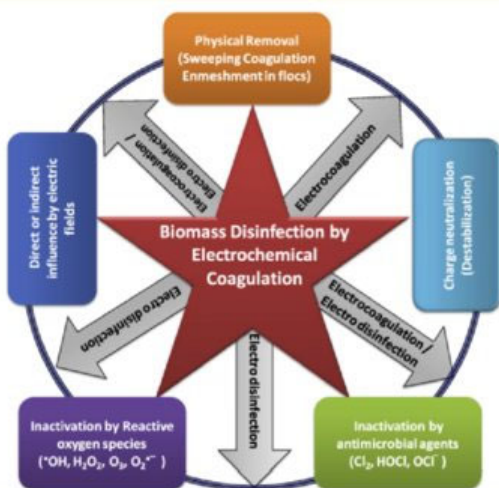 Physical Removal
(Sweeping Coagulation
Enmeshment in flocs)
Electrocoagulation /
Electro disinfection
Electrocoagulation
Direct or indirect
influence by electric
fields
Biomass Disinfection by
Electrochemical
Coagulation
Charge neutralization
(Destabilization)
Electro disinfection
Electro disinfection
Electrocoagulation /
Electro disinfection
Inactivation by Reactive
oxygen species
(•OH, H₂O₂, O₃, O₂•⁻ )
Inactivation by
antimicrobial agents
(Cl₂, HOCl, OCl⁻ )